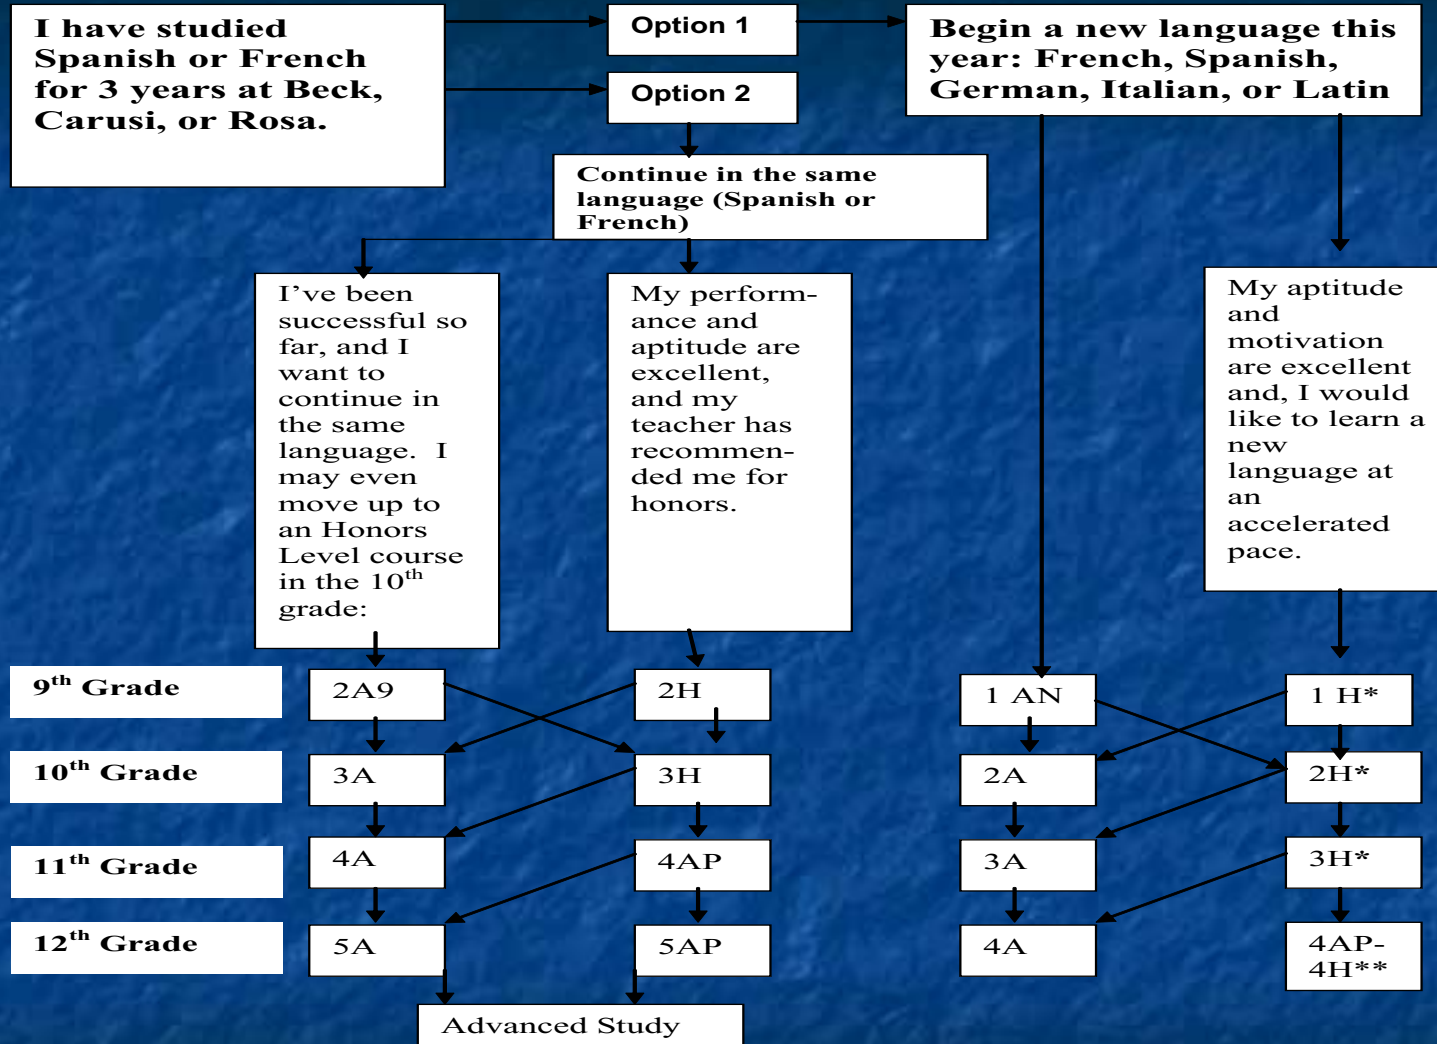 I have studied
Spanish or French
for 3 years at Beck,
Carusi, or Rosa.
Option 1
Option 2
Begin a new language this
year: French, Spanish,
German, Italian, or Latin
Continue in the same
language (Spanish or
French)
I've been
successful so
far, and I
want to
continue in
the same
language.  I
may even
move up to
an Honors
Level course
in the 10th
grade:
My perform-
ance and
aptitude are
excellent,
and my
teacher has
recommen-
ded me for
honors.
My aptitude
and
motivation
are excellent
and, I would
like to learn a
new
language at
an
accelerated
pace.
9th Grade
2A9
2H
1 AN
1 H*
10th Grade
3A
3H
2A
2H*
11th Grade
4A
4AP
3A
3H*
12th Grade
5A
5AP
4A
4AP-
4H**
Advanced Study